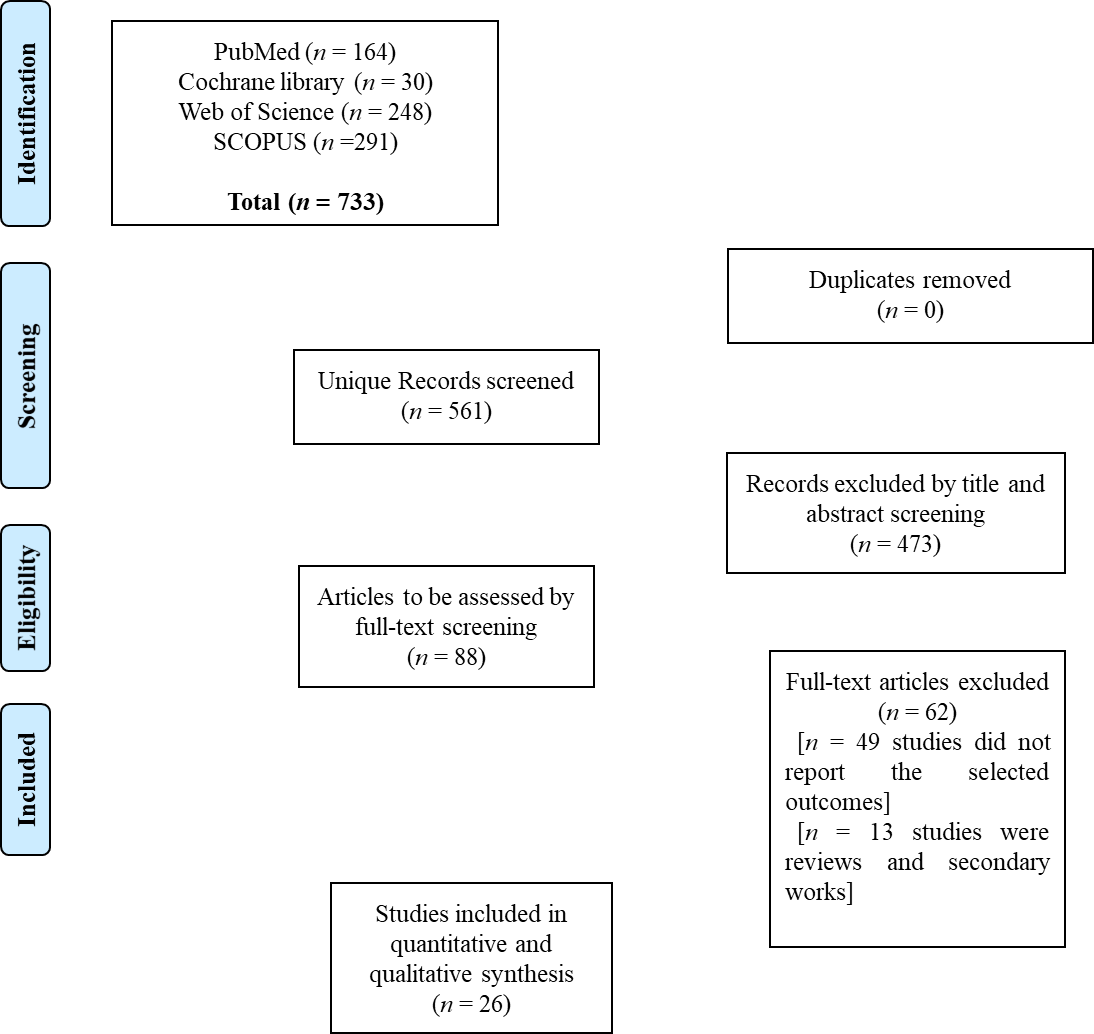 Identification
PubMed (n = 164)
Cochrane library (n = 30)
Web of Science (n = 248)
SCOPUS (n =291)
Total (n = 733)
Duplicates removed
(n = 0)
Screening
Unique Records screened
(n = 561)
Records excluded by title and
abstract screening
(n = 473)
Eligibility
Articles to be assessed by
full-text screening
(n = 88)
Full-text articles excluded
(n = 62)
[n = 49 studies did not
report the selected
outcomes]
[n = 13 studies were
reviews and secondary
works]
Included
Studies included in
quantitative and
qualitative synthesis
(n = 26)